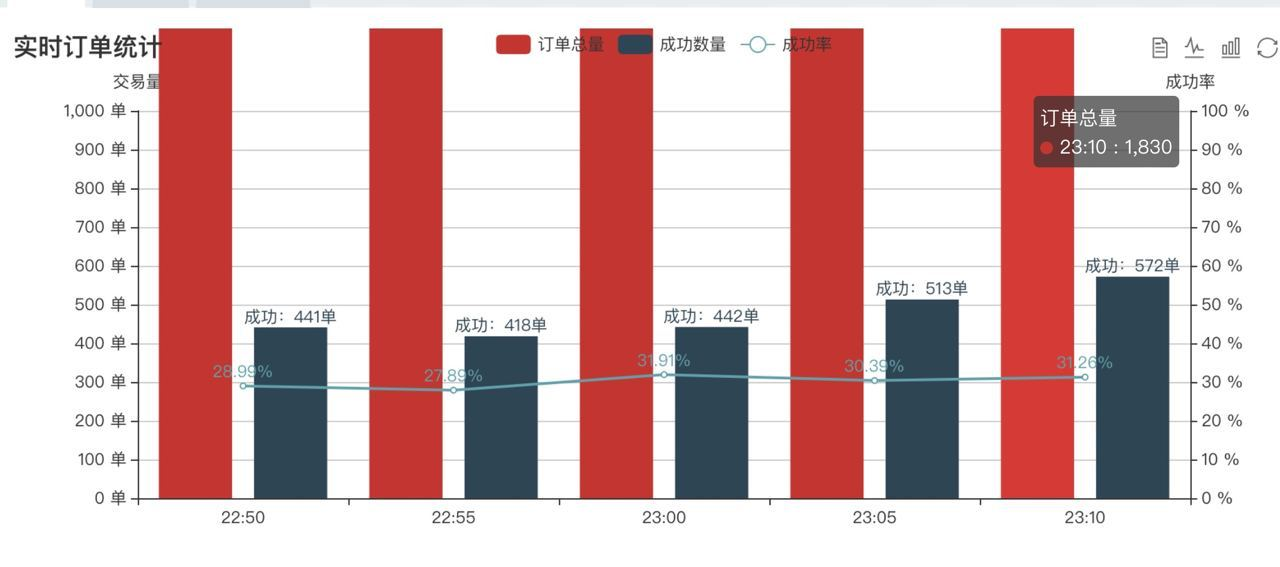 实时订单统计
订单总量 成功数量 成功率
交易量 成功率
1,000 单 100 %
900 单 90 %
800 单 80 %
700 单 70 %
600 单 60 %
500 单 50 %
400 单 40 %
300 单 30 %
200 单 20 %
100 单 10 %
0 单 0 %
订单总量
23:10 : 1,830
成功：441单
成功：418单
成功：442单
成功：513单
成功：572单
28.99%
27.89%
31.91%
30.39%
31.26%
22:50 22:55 23:00 23:05 23:10